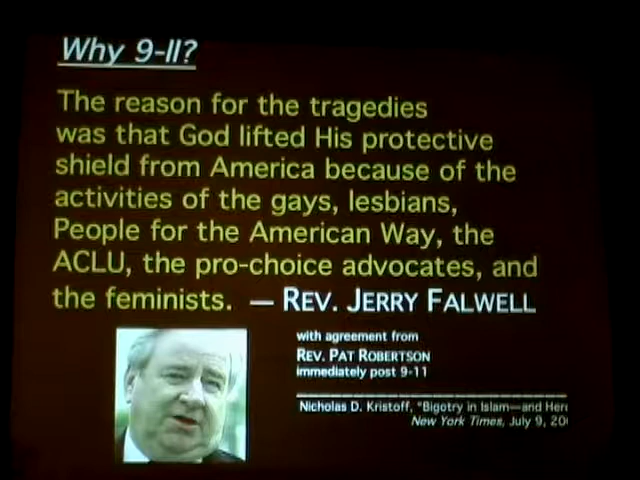 Why 9-11?
The reason for the tragedies
was that God lifted His protective
shield from America because of the
activities of the gays, lesbians,
People for the American Way, the
ACLU, the pro-choice advocates, and
the feminists. — REV. JERRY FALWELL
with agreement from
REV. PAT ROBERTSON
immediately post 9-11
Nicholas D. Kristoff, "Bigotry in Islam—and
New York Times, July 9,